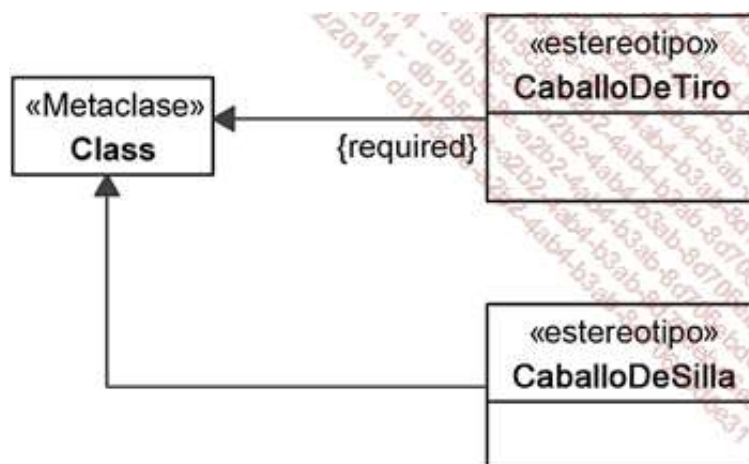 «estereotipo»
CaballoDeTiro
«Metaclase»
Class
{required}
«estereotipo»
CaballoDeSilla